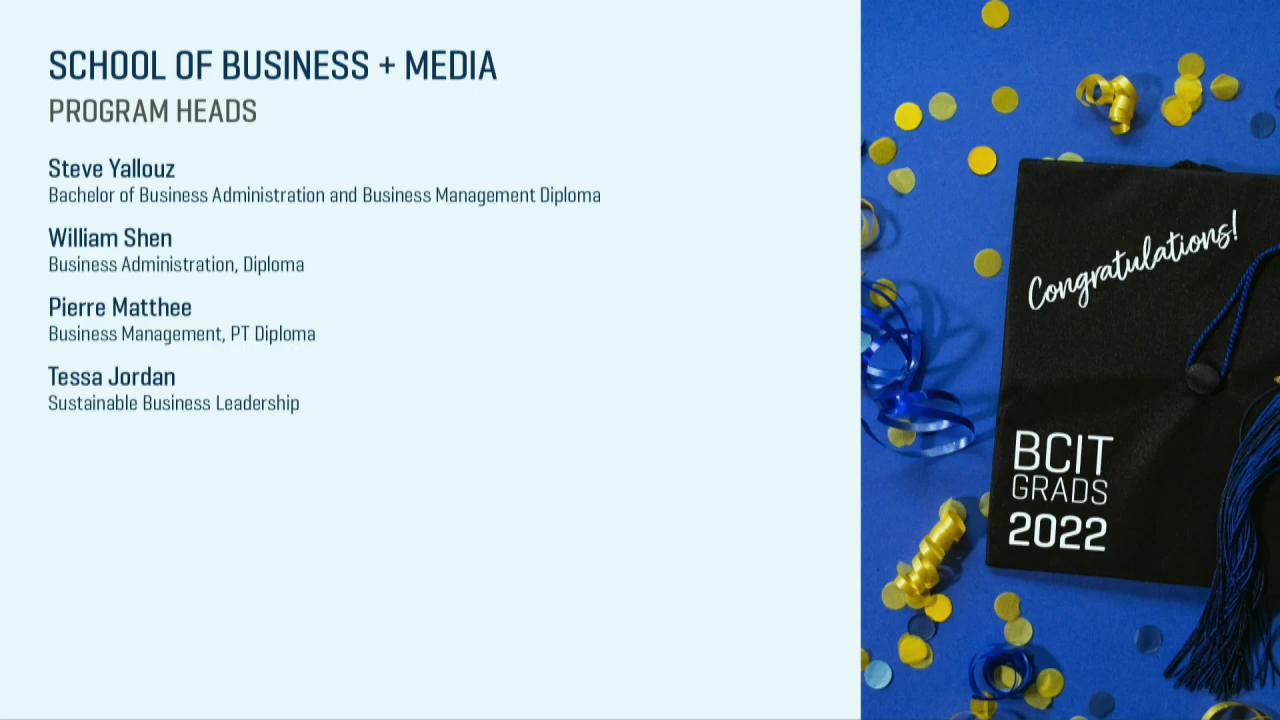 SCHOOL OF BUSINESS + MEDIA
PROGRAM HEADS
Steve Yallouz
Bachelor of Business Administration and Business Management Diploma
William Shen
Business Administration, Diploma
Pierre Matthee
Business Management, PT Diploma
Tessa Jordan
Sustainable Business Leadership
Congratulations!
BCIT
GRADS
2022